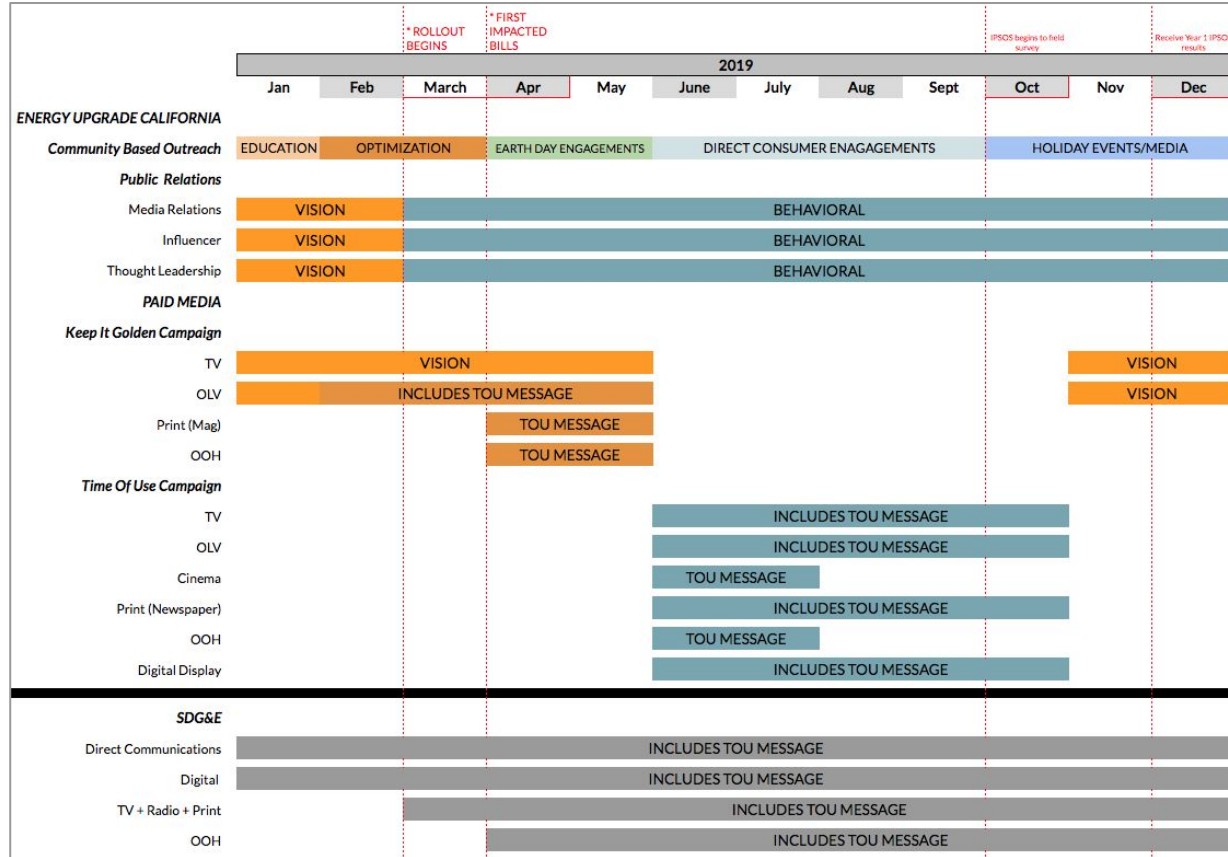 * ROLLOUT
BEGINS
* FIRST
IMPACTED
BILLS
IPSOS begins to field
survey
Receive Year 1 IPSO
results
2019
Jan Feb March Apr May June July Aug Sept Oct Nov Dec
ENERGY UPGRADE CALIFORNIA
Community Based Outreach EDUCATION OPTIMIZATION EARTH DAY ENGAGEMENTS DIRECT CONSUMER ENAGAGEMENTS HOLIDAY EVENTS/MEDIA
Public Relations
Media Relations VISION BEHAVIORAL
Influencer VISION BEHAVIORAL
Thought Leadership VISION BEHAVIORAL
PAID MEDIA
Keep It Golden Campaign
TV VISION VISION
OLV INCLUDES TOU MESSAGE VISION
Print (Mag) TOU MESSAGE
OOH TOU MESSAGE
Time Of Use Campaign
TV INCLUDES TOU MESSAGE
OLV INCLUDES TOU MESSAGE
Cinema TOU MESSAGE
Print (Newspaper) INCLUDES TOU MESSAGE
OOH TOU MESSAGE
Digital Display INCLUDES TOU MESSAGE
SDG&E
Direct Communications INCLUDES TOU MESSAGE
Digital INCLUDES TOU MESSAGE
TV + Radio + Print INCLUDES TOU MESSAGE
OOH INCLUDES TOU MESSAGE